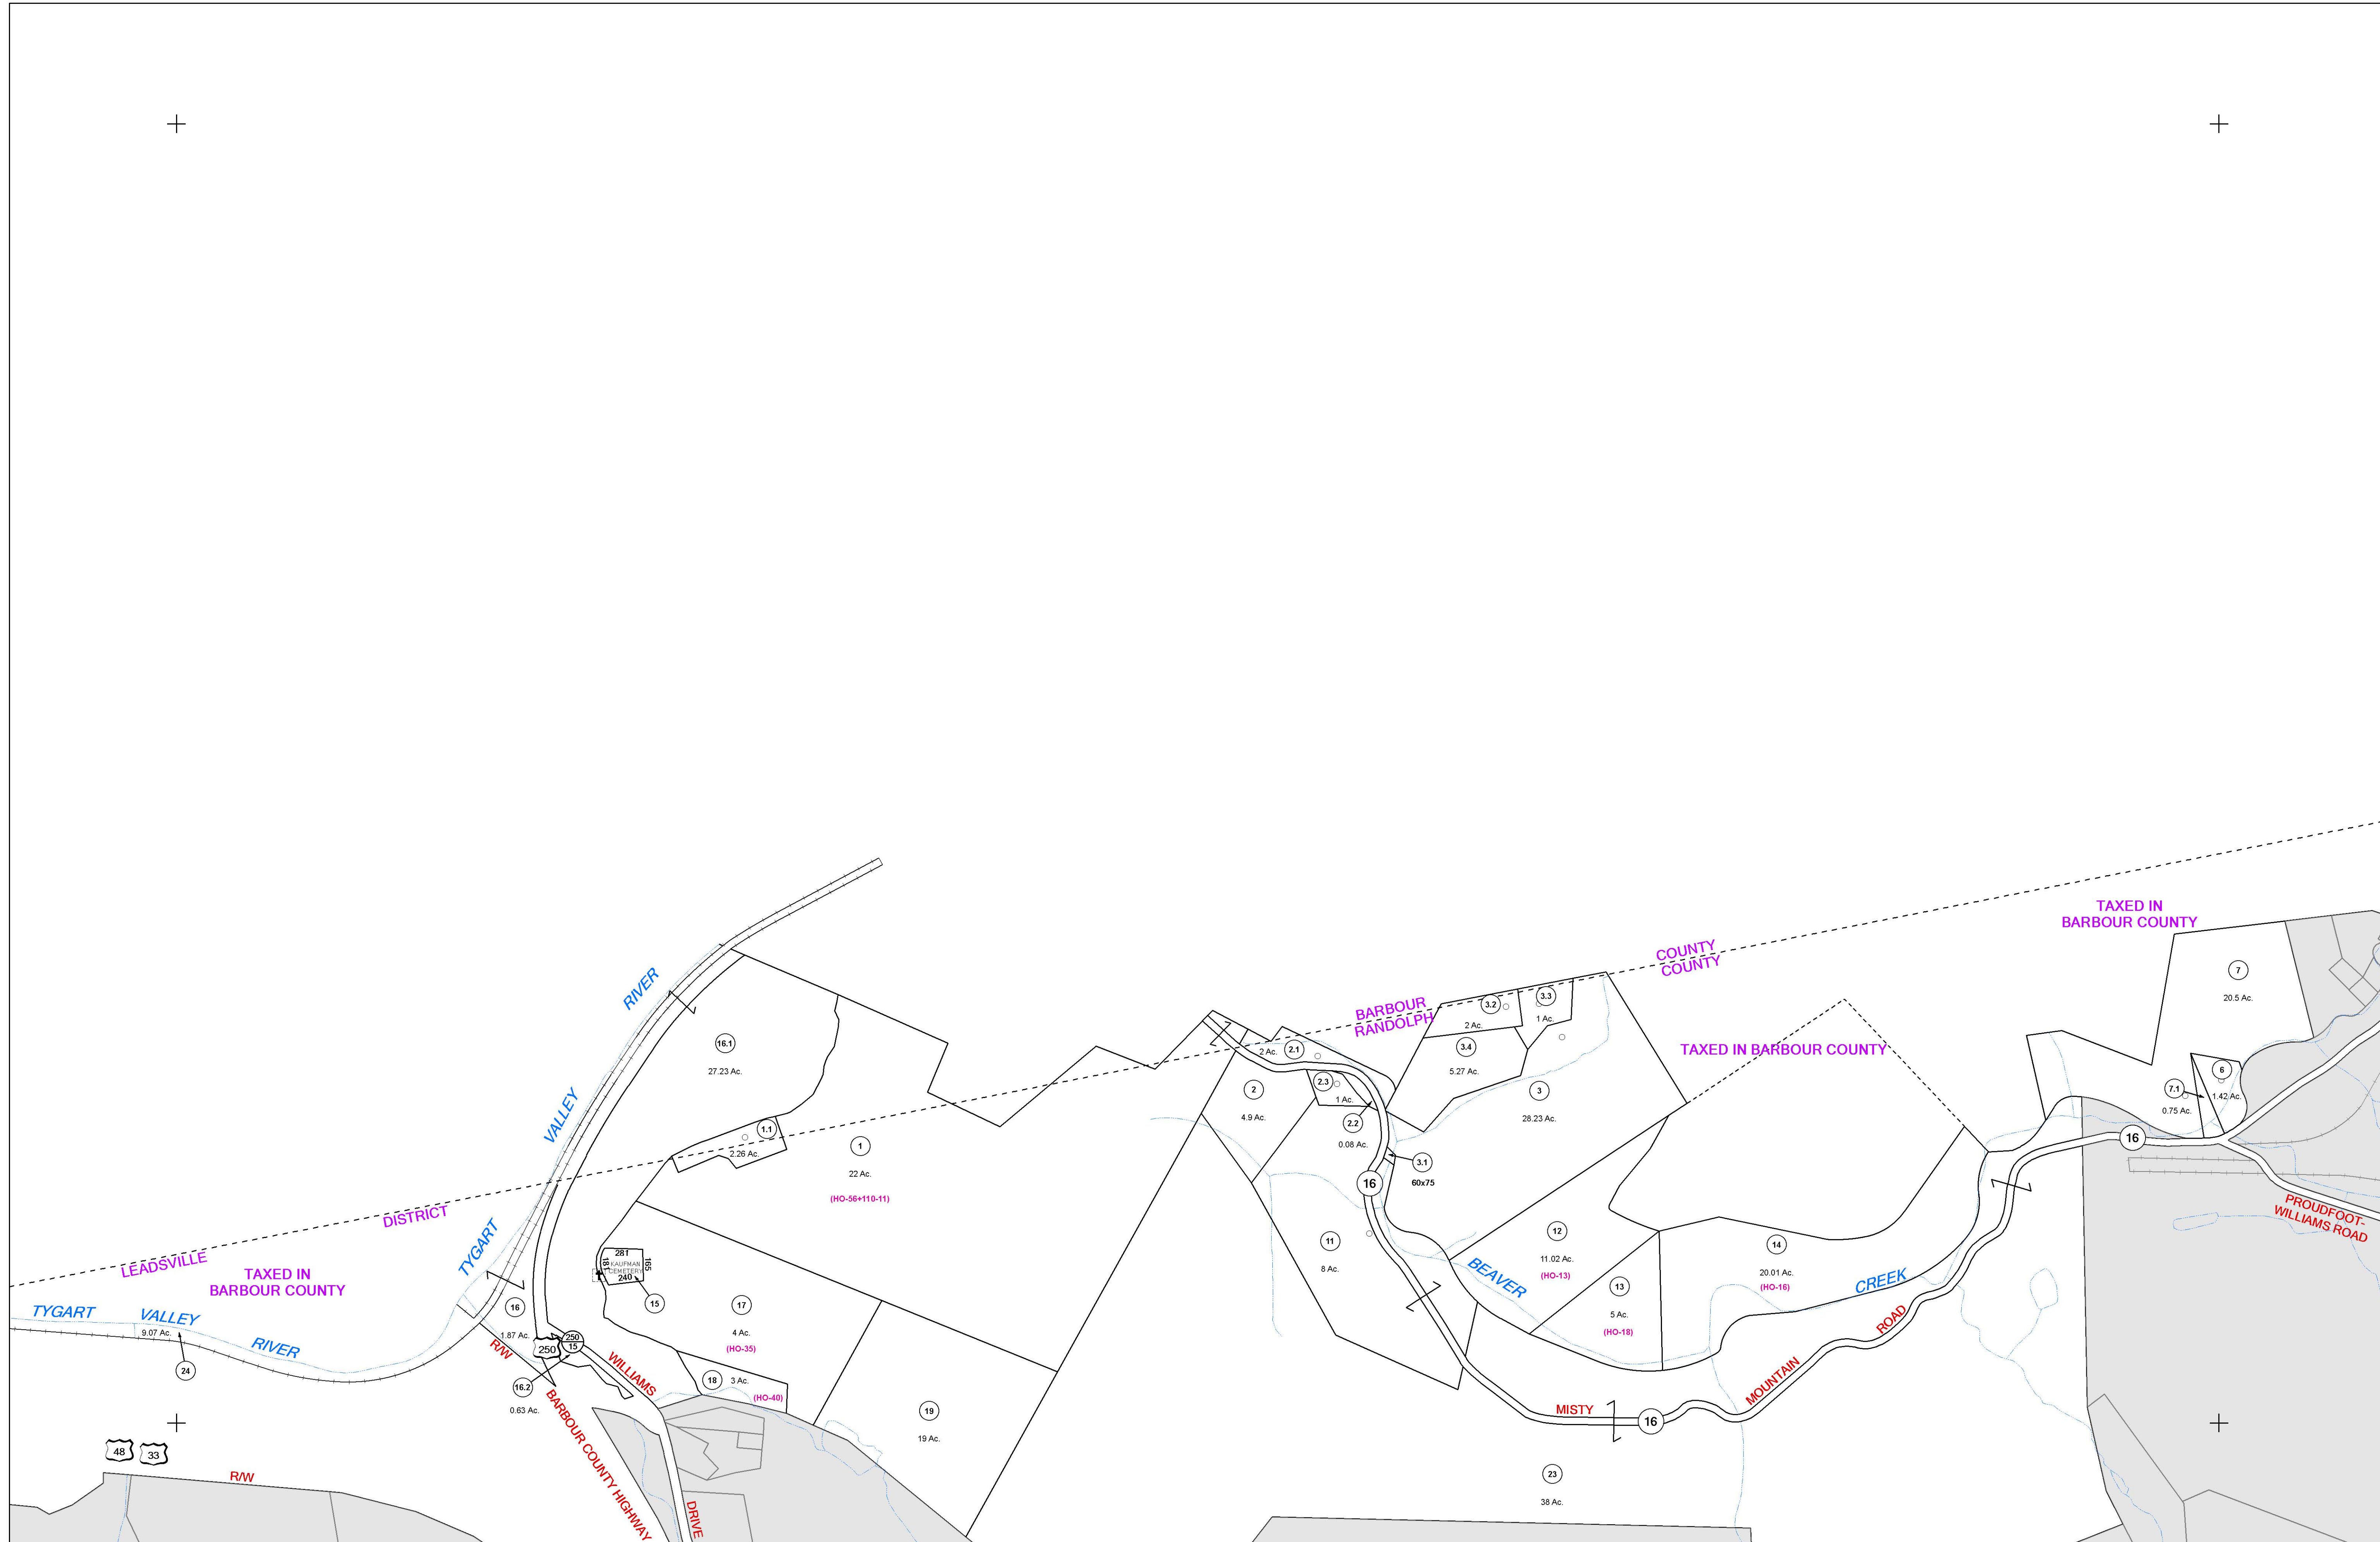 TAXED IN
BARBOUR COUNTY
7
20.5 Ac.
COUNTY
COUNTY
BARBOUR
RANDOLPH
TAXED IN BARBOUR COUNTY
RIVER
VALLEY
TYGART
16.1
27.23 Ac.
3.2
2 Ac.
3.3
1 Ac.
3.4
5.27 Ac.
3
28.23 Ac.
2.1
2 Ac.
2.3
1 Ac.
2
4.9 Ac.
2.2
0.08 Ac.
3.1
60x75
16
6
1.42 Ac.
7.1
0.75 Ac.
16
PROUDFOOT-
WILLIAMS ROAD
1.1
2.26 Ac.
1
22 Ac.
(HO-56+110-11)
DISTRICT
LEADSVILLE
TAXED IN
BARBOUR COUNTY
281
181
165
KAUFMAN
CEMETERY
240
15
11
8 Ac.
12
11.02 Ac.
(HO-13)
13
5 Ac.
(HO-18)
14
20.01 Ac.
(HO-16)
BEAVER
CREEK
TYGART
VALLEY
RIVER
9.07 Ac.
24
16
1.87 Ac.
R/W
250
250
15
16.2
0.63 Ac.
WILLIAMS
DRIVE
BARBOUR COUNTY HIGHWAY
17
4 Ac.
(HO-35)
18
3 Ac.
(HO-40)
19
19 Ac.
MISTY
MOUNTAIN
ROAD
16
23
38 Ac.
48
33
R/W